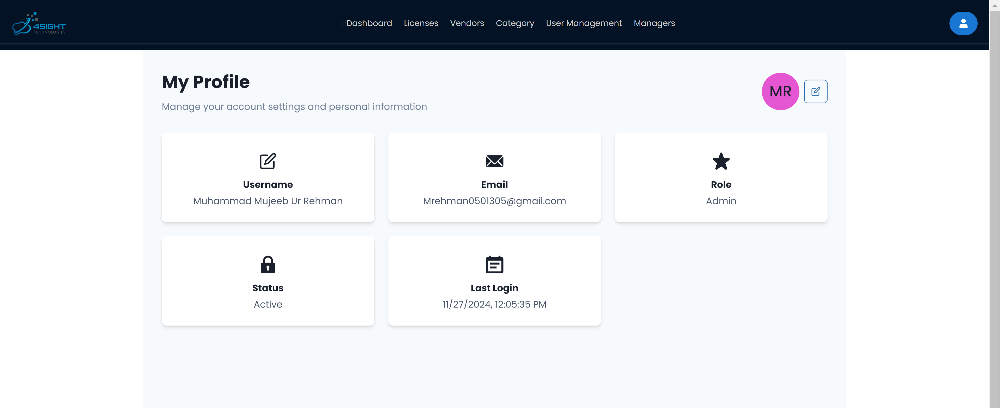 4SIGHT
TECHNOLOGIES
eDashboard Licenses Vendors Category User Management Managers
My Profile
Manage your account settings and personal information
MR
Username
Muhammad Mujeeb Ur Rehman
Email
Mrehman0501305@gmail.com
Role
Admin
Status
Active
Last Login
11/27/2024, 12:05:35 PM